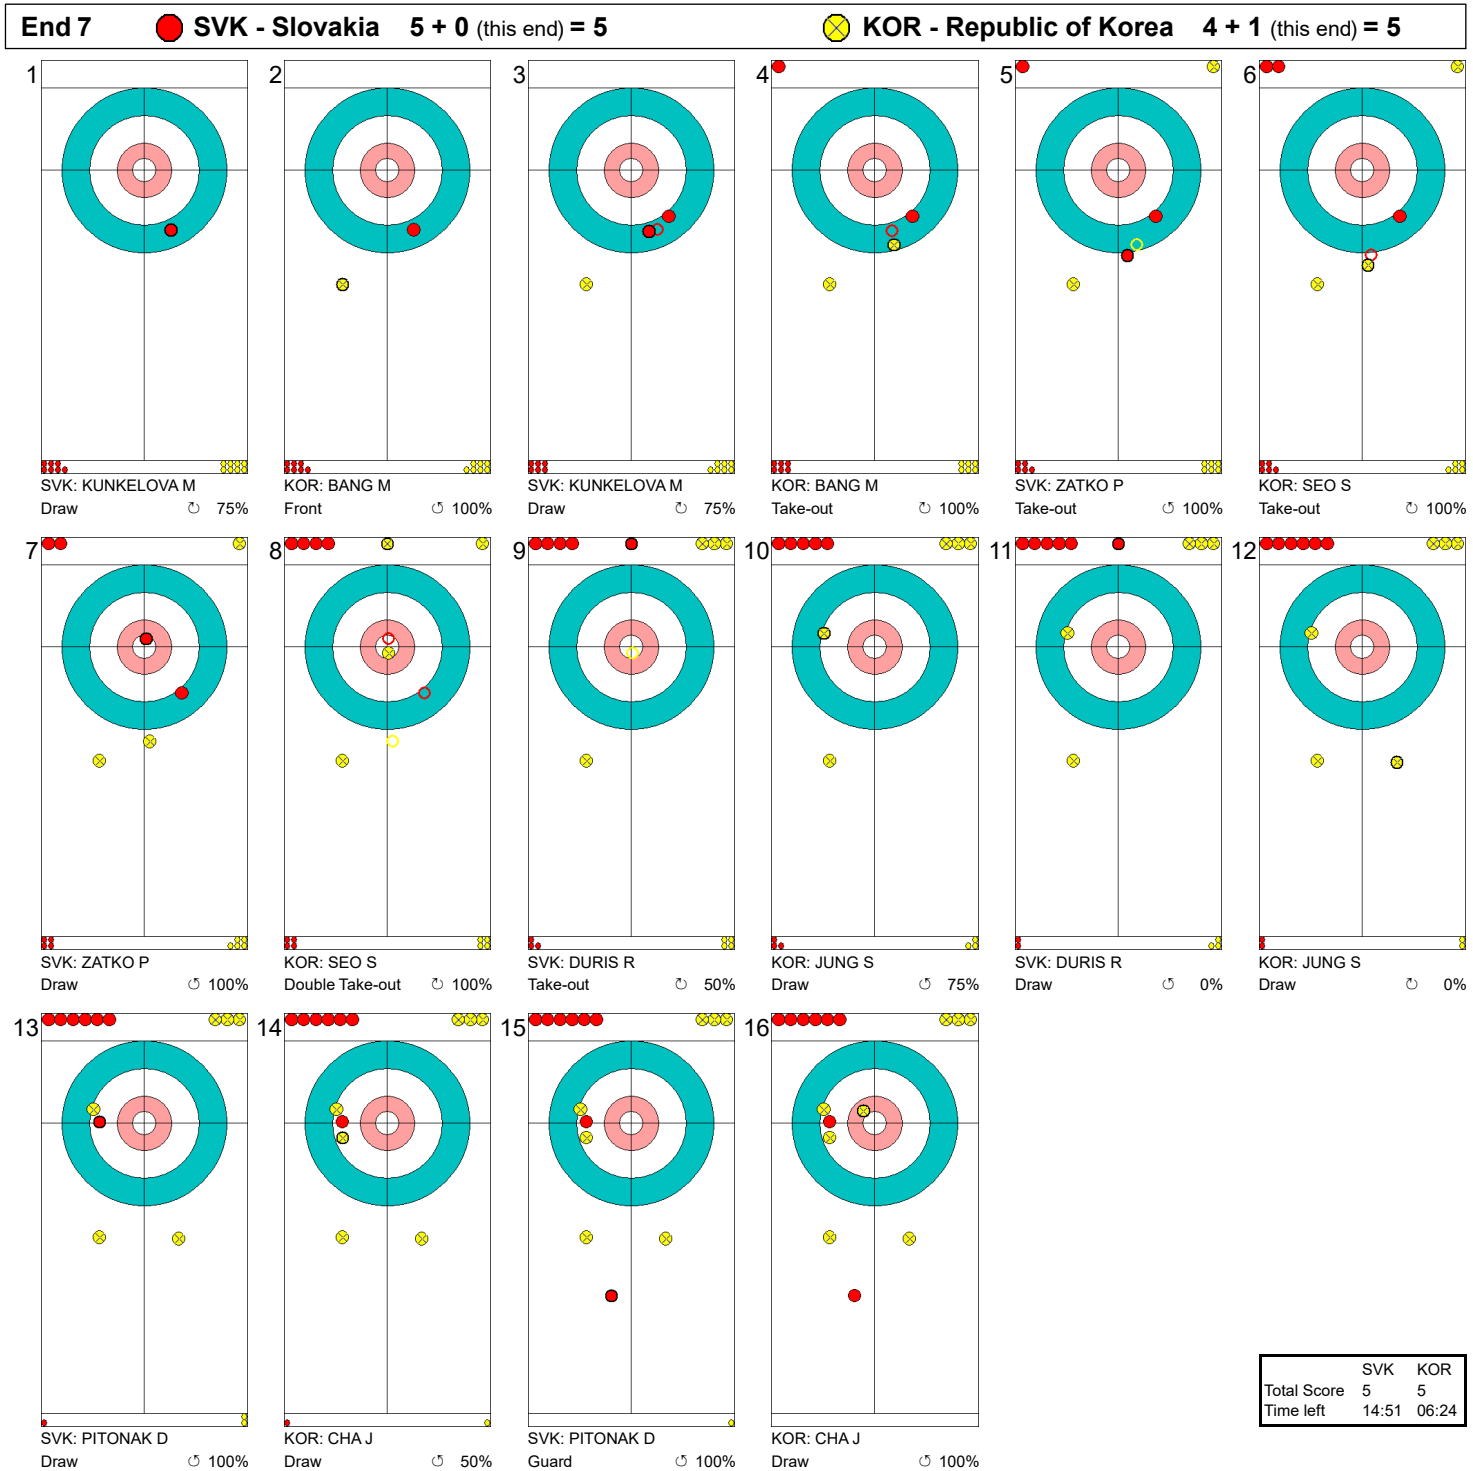 End 7 SVK - Slovakia 5 + 0 (this end) = 5 KOR - Republic of Korea 4 + 1 (this end) = 5
1 2 3 4 5 6
SVK: KUNKELOVA M KOR: BANG M SVK: KUNKELOVA M KOR: BANG M SVK: ZATKO P KOR: SEO S
Draw ↻ 75% Front ↺ 100% Draw ↻ 75% Take-out ↺ 100% Take-out ↻ 100% Take-out ↻ 100%
7 8 9 10 11 12
SVK: ZATKO P KOR: SEO S SVK: DURIS R KOR: JUNG S SVK: DURIS R KOR: JUNG S
Draw ↺ 100% Double Take-out ↻ 100% Take-out ↻ 50% Draw ↺ 75% Draw ↺ 0% Draw ↻ 0%
13 14 15 16
SVK: PITONAK D KOR: CHA J SVK: PITONAK D KOR: CHA J
Draw ↺ 100% Draw ↺ 50% Guard ↺ 100% Draw ↺ 100%
SVK KOR
Total Score 5 5
Time left 14:51 06:24